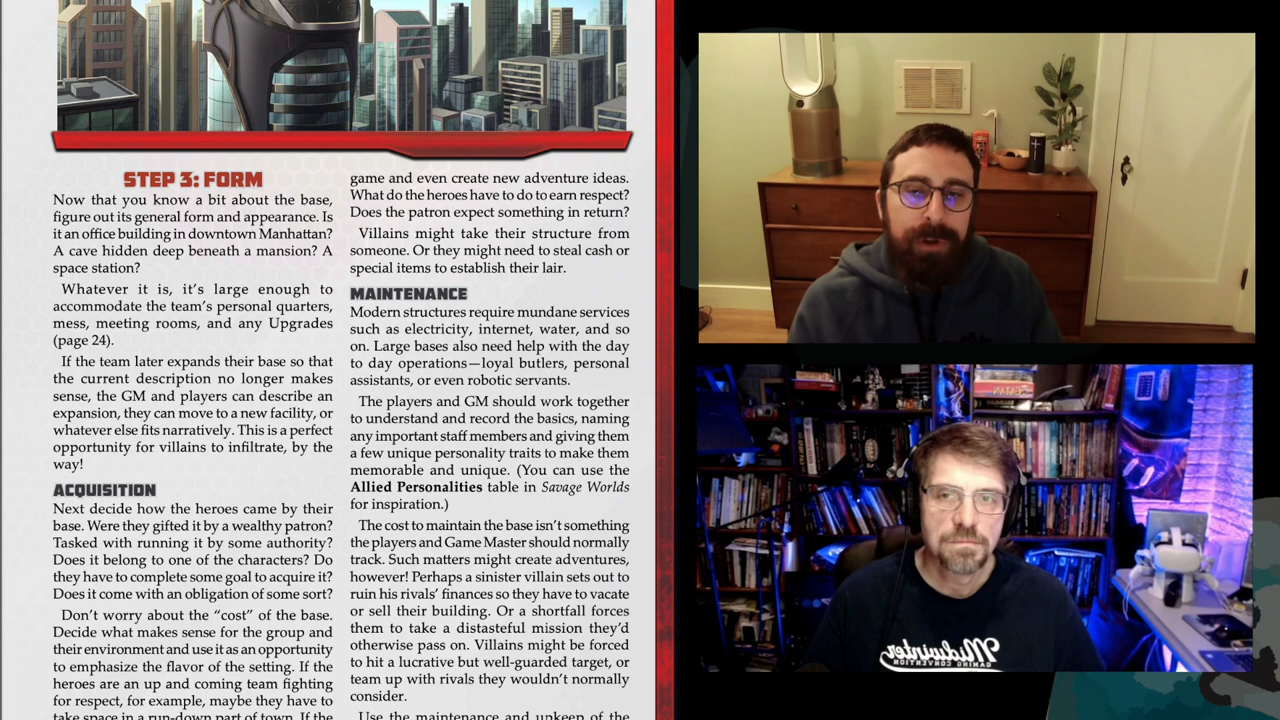 STEP 3: FORM
Now that you know a bit about the base,
figure out its general form and appearance. Is
it an office building in downtown Manhattan?
A cave hidden deep beneath a mansion? A
space station?
Whatever it is, it's large enough to
accommodate the team's personal quarters,
mess, meeting rooms, and any Upgrades
(page 24).
If the team later expands their base so that
the current description no longer makes
sense, the GM and players can describe an
expansion, they can move to a new facility, or
whatever else fits narratively. This is a perfect
opportunity for villains to infiltrate, by the
way!
ACQUISITION
Next decide how the heroes came by their
base. Were they gifted it by a wealthy patron?
Tasked with running it by some authority?
Does it belong to one of the characters? Do
they have to complete some goal to acquire it?
Does it come with an obligation of some sort?
Don't worry about the “cost” of the base.
Decide what makes sense for the group and
their environment and use it as an opportunity
to emphasize the flavor of the setting. If the
heroes are an up and coming team fighting
for respect, for example, maybe they have to
take space in a run-down part of town. If the
game and even create new adventure ideas.
What do the heroes have to do to earn respect?
Does the patron expect something in return?
Villains might take their structure from
someone. Or they might need to steal cash or
special items to establish their lair.
MAINTENANCE
Modern structures require mundane services
such as electricity, internet, water, and so
on. Large bases also need help with the day
to day operations—loyal butlers, personal
assistants, or even robotic servants.
The players and GM should work together
to understand and record the basics, naming
any important staff members and giving them
a few unique personality traits to make them
memorable and unique. (You can use the
Allied Personalities table in Savage Worlds
for inspiration.)
The cost to maintain the base isn't something
the players and Game Master should normally
track. Such matters might create adventures,
however! Perhaps a sinister villain sets out to
ruin his rivals' finances so they have to vacate
or sell their building. Or a shortfall forces
them to take a distasteful mission they'd
otherwise pass on. Villains might be forced
to hit a lucrative but well-guarded target, or
team up with rivals they wouldn't normally
consider.
Use the maintenance and upkeep of the
Midwinter
GAMING CONVENTION